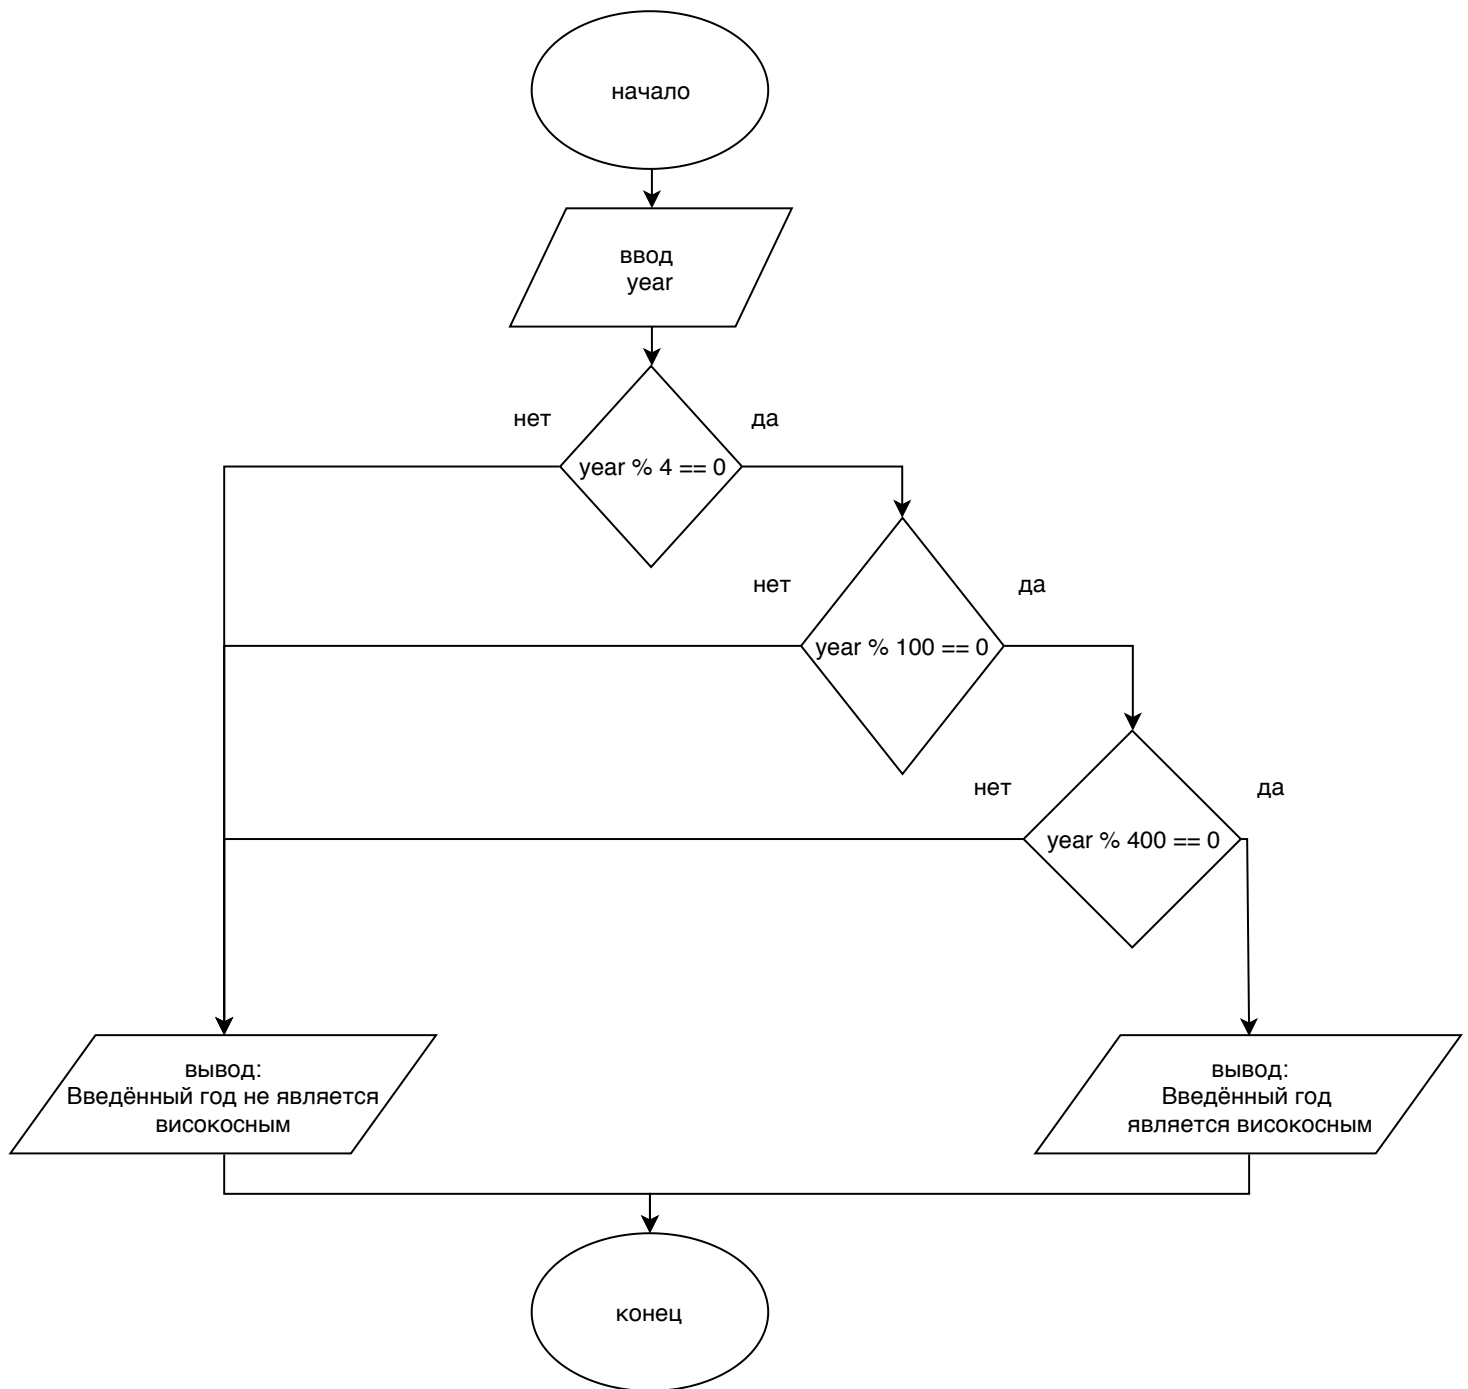 начало
ввод
year
нет
да
year % 4 == 0
нет
да
year % 100 == 0
нет
да
year % 400 == 0
вывод:
Введённый год не является
високосным
вывод:
Введённый год
является високосным
конец